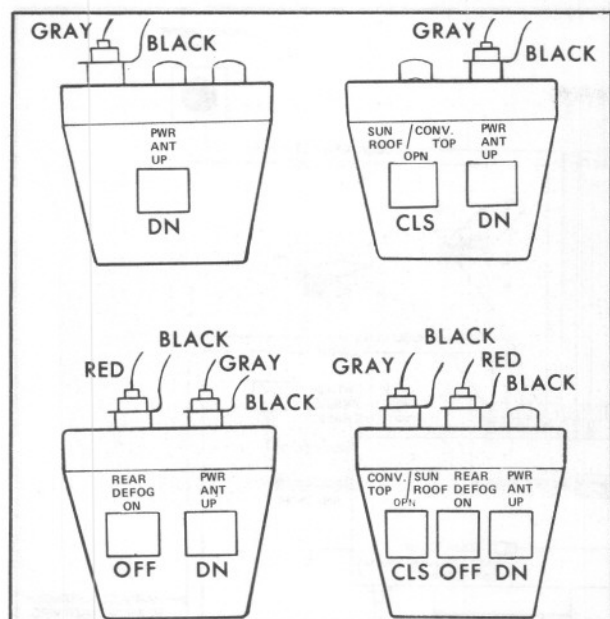 GRAY
BLACK
PWR
ANT
UP
DN
GRAY
BLACK
SUN
ROOF / CONV.
TOP
OPN
CLS
PWR
ANT
UP
DN
BLACK
RED
GRAY
BLACK
REAR
DEFOG
ON
OFF
PWR
ANT
UP
DN
BLACK
GRAY
RED
BLACK
CONV.
TOP / SUN
ROOF
OPN
CLS
REAR
DEFOG
ON
OFF
PWR
ANT
UP
DN